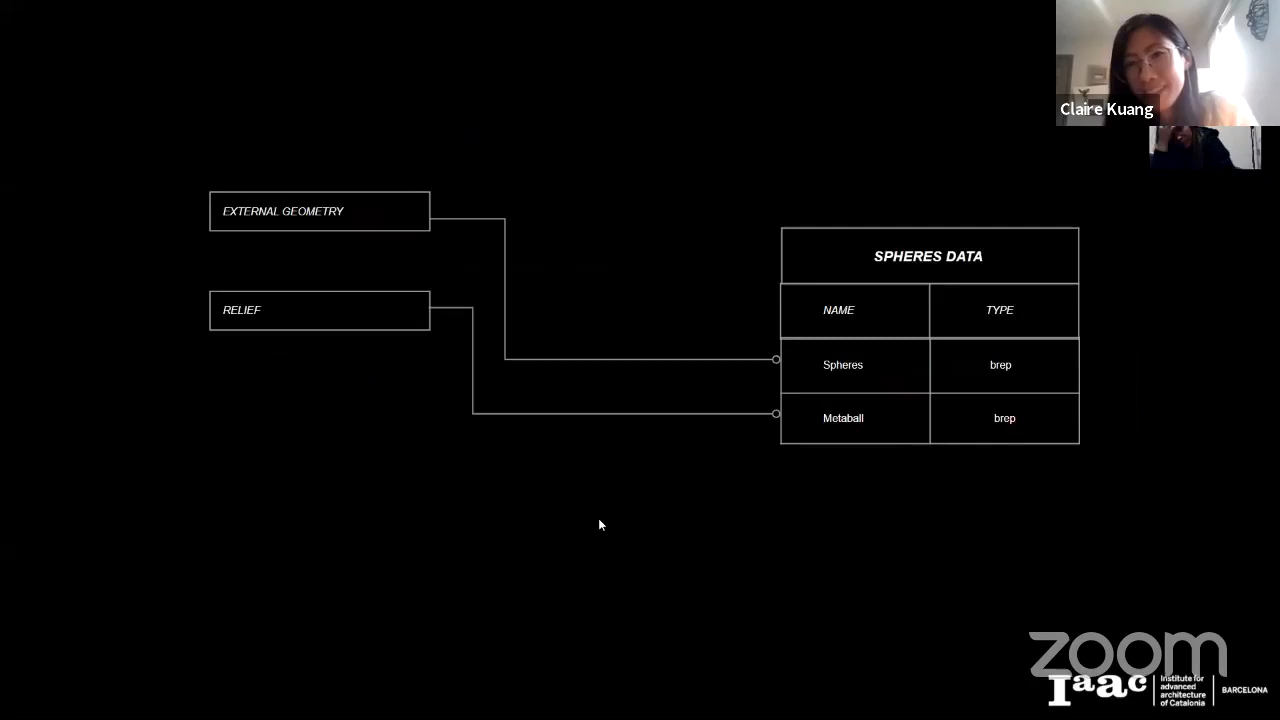 Claire Kuang
EXTERNAL GEOMETRY
SPHERES DATA
RELIEF
NAME TYPE
Spheres brep
Metaball brep
zoom
Iaac
Institute for
advanced
architecture
of Catalonia
BARCELONA